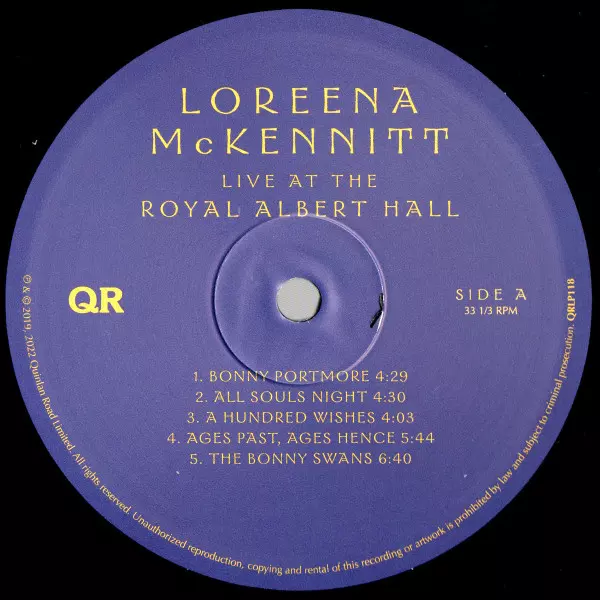 LOREENA
McKENNITT
LIVE AT THE
ROYAL ALBERT HALL
QR
SIDE A
33 1/3 RPM
1. BONNY PORTMORE 4:29
2. ALL SOULS NIGHT 4:30
3. A HUNDRED WISHES 4:03
4. AGES PAST, AGES HENCE 5:44
5. THE BONNY SWANS 6:40
℗ & © 2019, 2022 Quinlan Road Limited. All rights reserved. Unauthorized reproduction, copying and rental of this recording or artwork is prohibited by law and subject to criminal prosecution. QRLP118